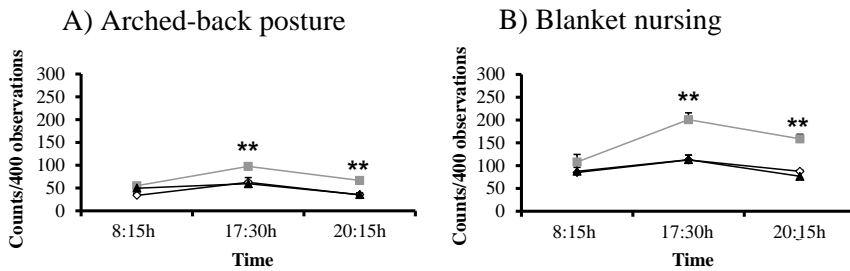 A) Arched-back posture
Counts/400 observations
300
250
200
150
100
50
0
**
**
8:15h 17:30h 20:15h
Time
B) Blanket nursing
Counts/400 observations
300
250
200
150
100
50
0
**
**
8:15h 17:30h 20:15h
Time